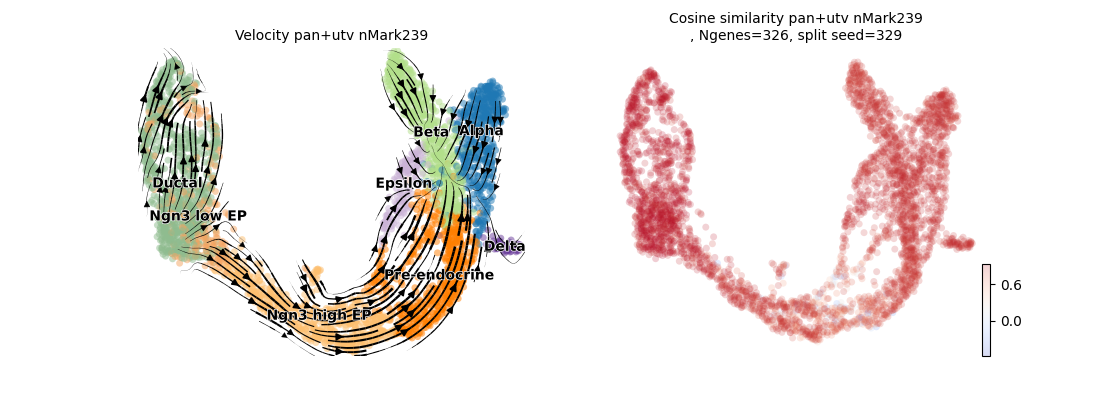 Velocity pan+utv nMark239
Beta
Alpha
Ductal
Epsilon
Ngn3 low EP
Delta
Pre-endocrine
Ngn3 high EP
Cosine similarity pan+utv nMark239
, Ngenes=326, split seed=329
0.6
0.0